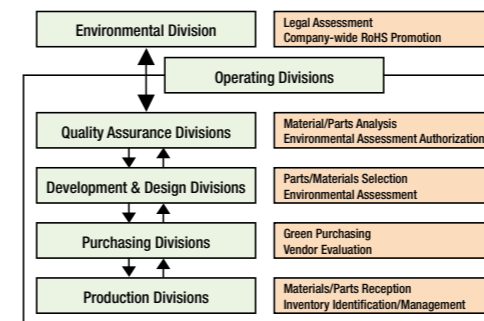 Environmental Division
Legal Assessment
Company-wide RoHS Promotion
Operating Divisions
Quality Assurance Divisions
Material/Parts Analysis
Environmental Assessment Authorization
Development & Design Divisions
Parts/Materials Selection
Environmental Assessment
Purchasing Divisions
Green Purchasing
Vendor Evaluation
Production Divisions
Materials/Parts Reception
Inventory Identification/Management